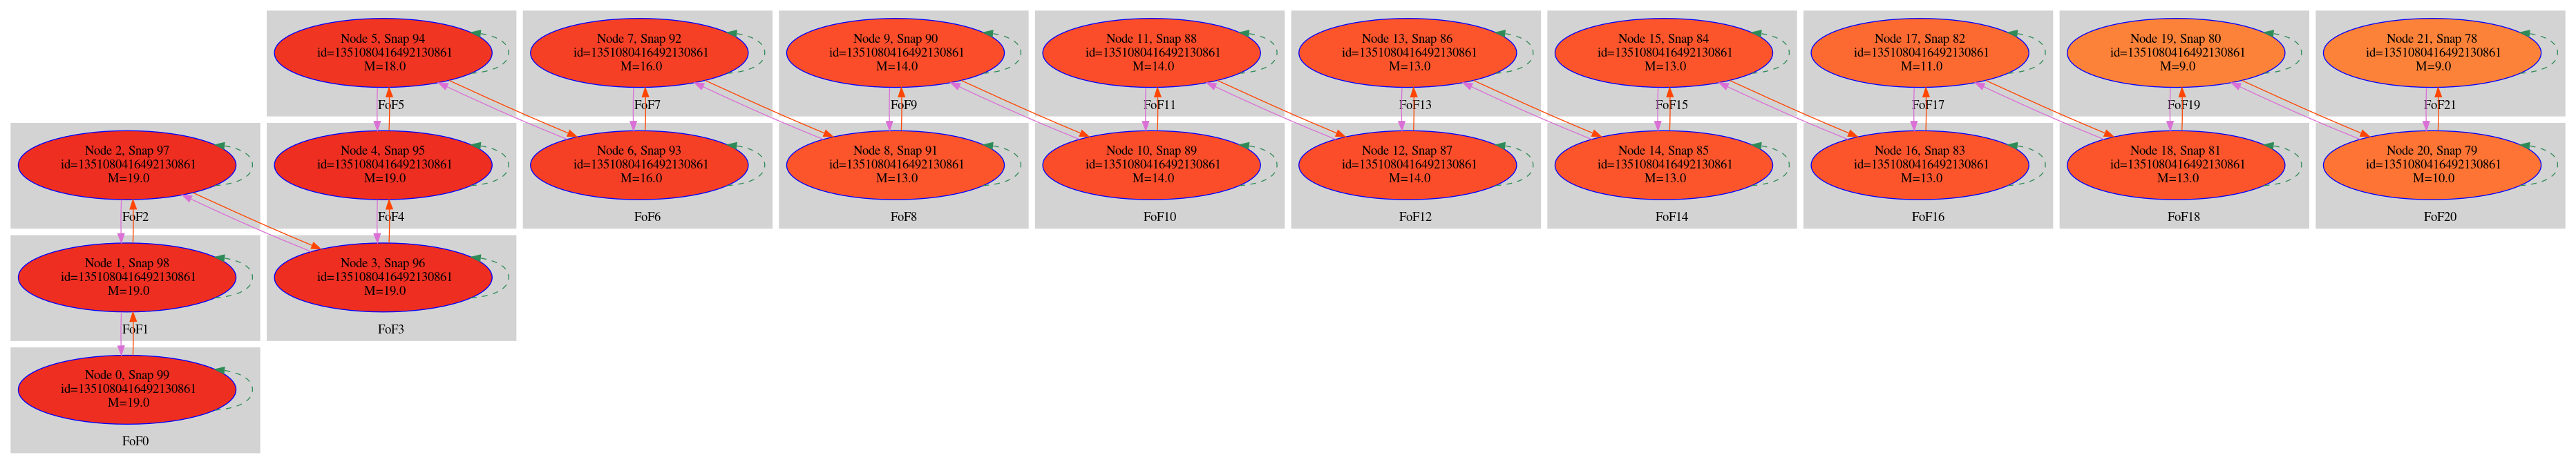 Node 5, Snap 94
id=1351080416492130861
M=18.0
FoF5
Node 7, Snap 92
id=1351080416492130861
M=16.0
FoF7
Node 9, Snap 90
id=1351080416492130861
M=14.0
FoF9
Node 11, Snap 88
id=1351080416492130861
M=14.0
FoF11
Node 13, Snap 86
id=1351080416492130861
M=13.0
FoF13
Node 15, Snap 84
id=1351080416492130861
M=13.0
FoF15
Node 17, Snap 82
id=1351080416492130861
M=11.0
FoF17
Node 19, Snap 80
id=1351080416492130861
M=9.0
FoF19
Node 21, Snap 78
id=1351080416492130861
M=9.0
FoF21
Node 2, Snap 97
id=1351080416492130861
M=19.0
FoF2
Node 4, Snap 95
id=1351080416492130861
M=19.0
FoF4
Node 6, Snap 93
id=1351080416492130861
M=16.0
FoF6
Node 8, Snap 91
id=1351080416492130861
M=13.0
FoF8
Node 10, Snap 89
id=1351080416492130861
M=14.0
FoF10
Node 12, Snap 87
id=1351080416492130861
M=14.0
FoF12
Node 14, Snap 85
id=1351080416492130861
M=13.0
FoF14
Node 16, Snap 83
id=1351080416492130861
M=13.0
FoF16
Node 18, Snap 81
id=1351080416492130861
M=13.0
FoF18
Node 20, Snap 79
id=1351080416492130861
M=10.0
FoF20
Node 1, Snap 98
id=1351080416492130861
M=19.0
FoF1
Node 3, Snap 96
id=1351080416492130861
M=19.0
FoF3
Node 0, Snap 99
id=1351080416492130861
M=19.0
FoF0